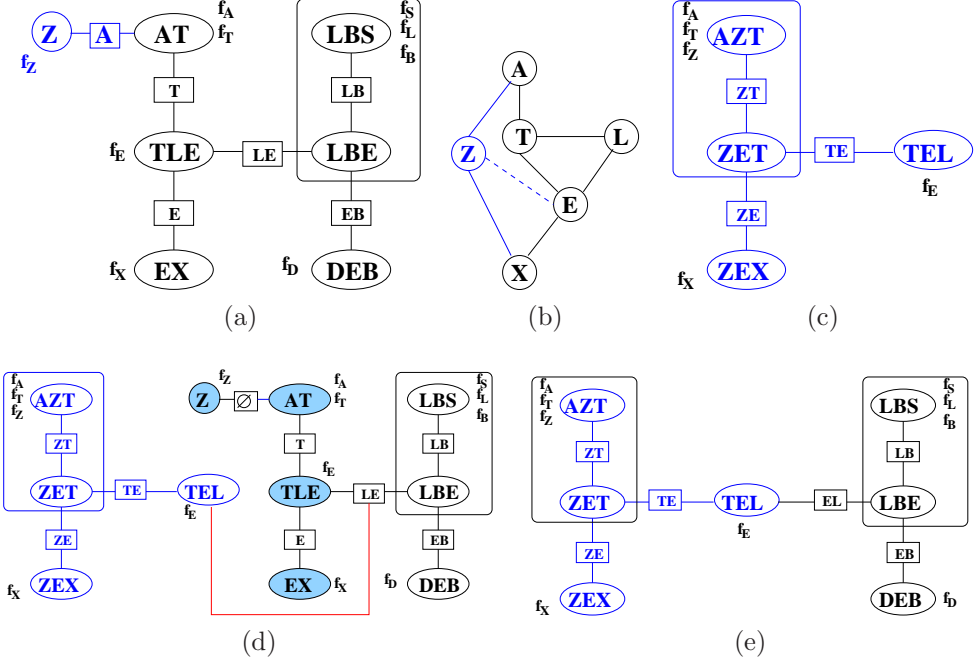 f_A
Z A AT f_T
f_Z
T
f_E TLE LE LBE
E EB
f_X EX f_D DEB
f_S
LBS f_L
f_B
LB
(a)
A
T L
Z
E
X
(b)
f_A
f_T AZT
f_Z
ZT
ZET TE TEL
f_E
ZE
f_X ZEX
(c)
f_A
f_T AZT
f_Z
ZT
ZET TE TEL
f_E
ZE
f_X ZEX
f_Z f_A
Z ∅ AT f_T
T
f_E
TLE LE LBE
E EB
EX f_X f_D DEB
f_S
LBS f_L
f_B
LB
(d)
f_A
f_T AZT
f_Z
ZT
ZET TE TEL EL LBE
f_E
ZE EB
f_X ZEX DEB f_D
f_S
LBS f_L
f_B
LB
(e)